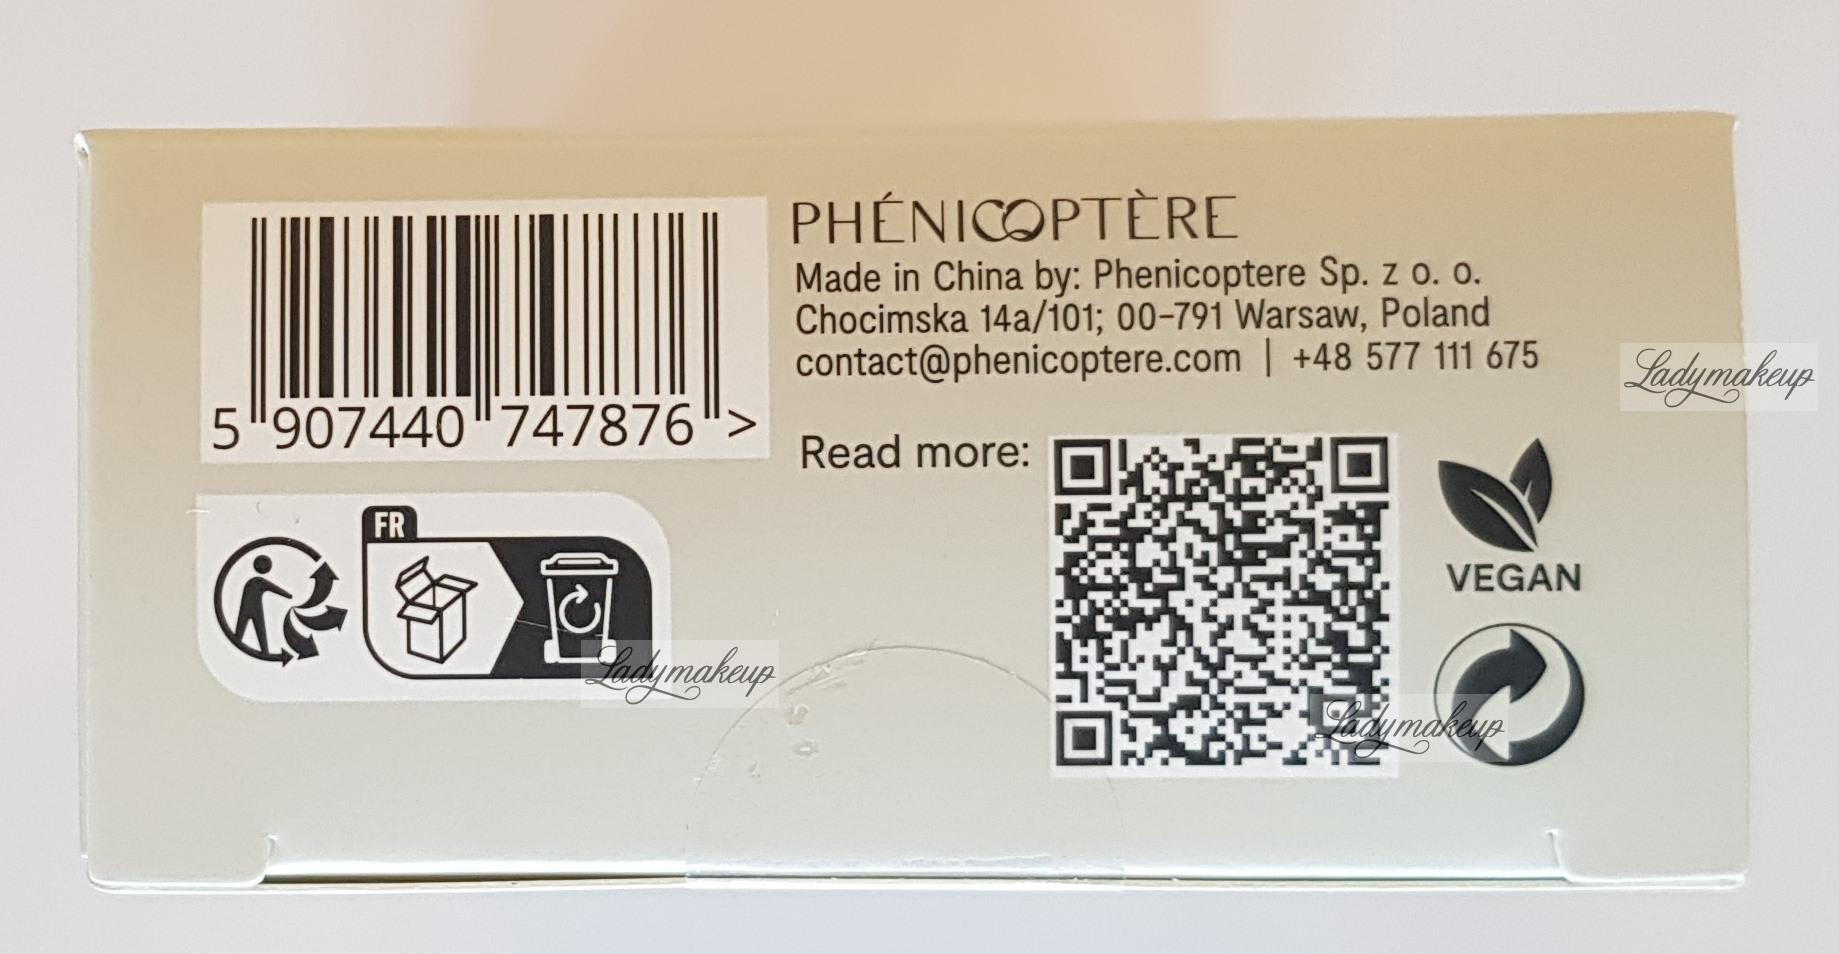 PHÉNICOPTÈRE
Made in China by: Phenicoptere Sp. z o. o.
Chocimska 14a/101; 00-791 Warsaw, Poland
contact@phenicoptere.com | +48 577 111 675
5 907440 747876 >
Read more:
FR
VEGAN
Ladymakeup
Ladymakeup
Ladymakeup